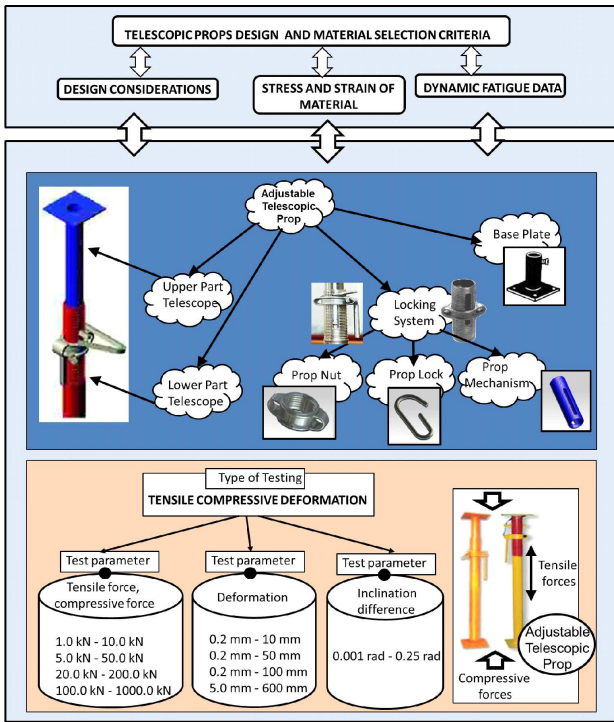 TELESCOPIC PROPS DESIGN AND MATERIAL SELECTION CRITERIA
DESIGN CONSIDERATIONS
STRESS AND STRAIN OF
MATERIAL
DYNAMIC FATIGUE DATA
Adjustable
Telescopic
Prop
Base Plate
Upper Part
Telescope
Locking
System
Lower Part
Telescope
Prop Nut
Prop Lock
Prop
Mechanism
Type of Testing
TENSILE COMPRESSIVE DEFORMATION
Test parameter
Tensile force,
compressive force
1.0 kN - 10.0 kN
5.0 kN - 50.0 kN
20.0 kN - 200.0 kN
100.0 kN - 1000.0 kN
Test parameter
Deformation
0.2 mm - 10 mm
0.2 mm - 50 mm
0.2 mm - 100 mm
5.0 mm - 600 mm
Test parameter
Inclination
difference
0.001 rad - 0.25 rad
Tensile
forces
Adjustable
Telescopic
Prop
Compressive
forces